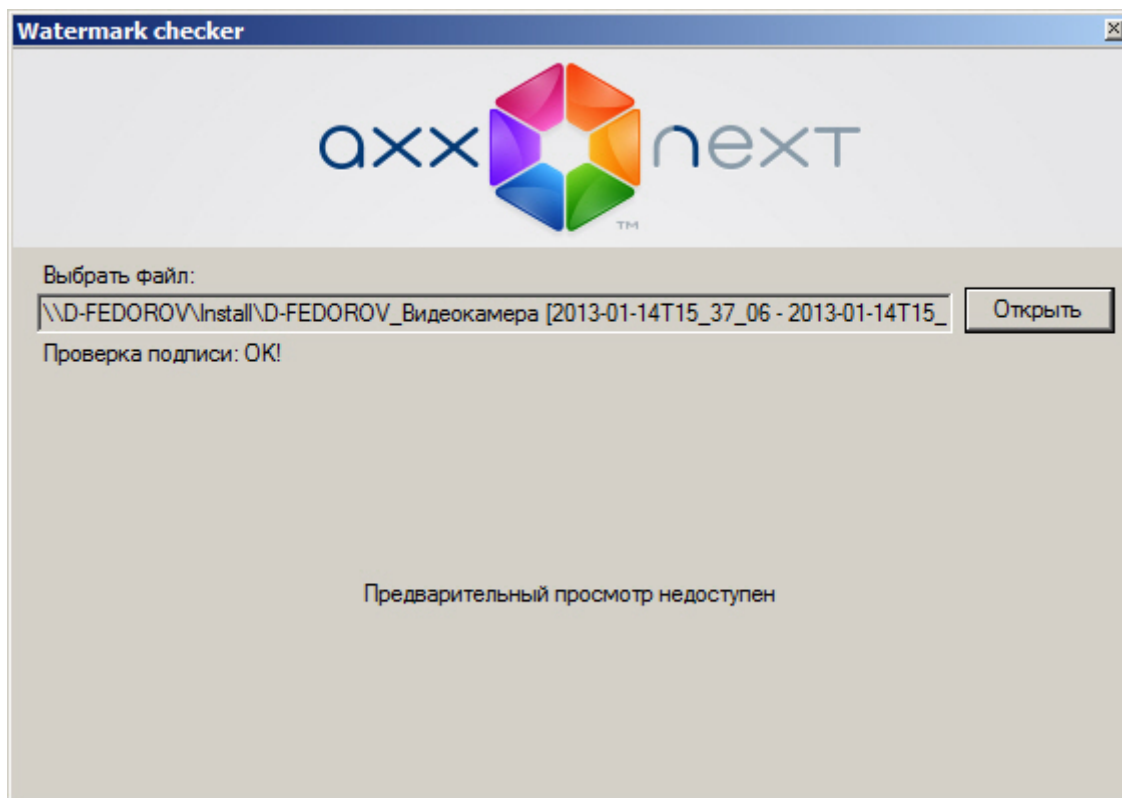 Watermark checker
axx next
TM
Выбрать файл:
\\D-FEDOROV\Install\D-FEDOROV_Видеокамера [2013-01-14T15_37_06 - 2013-01-14T15_
Открыть
Проверка подписи: OK!
Предварительный просмотр недоступен